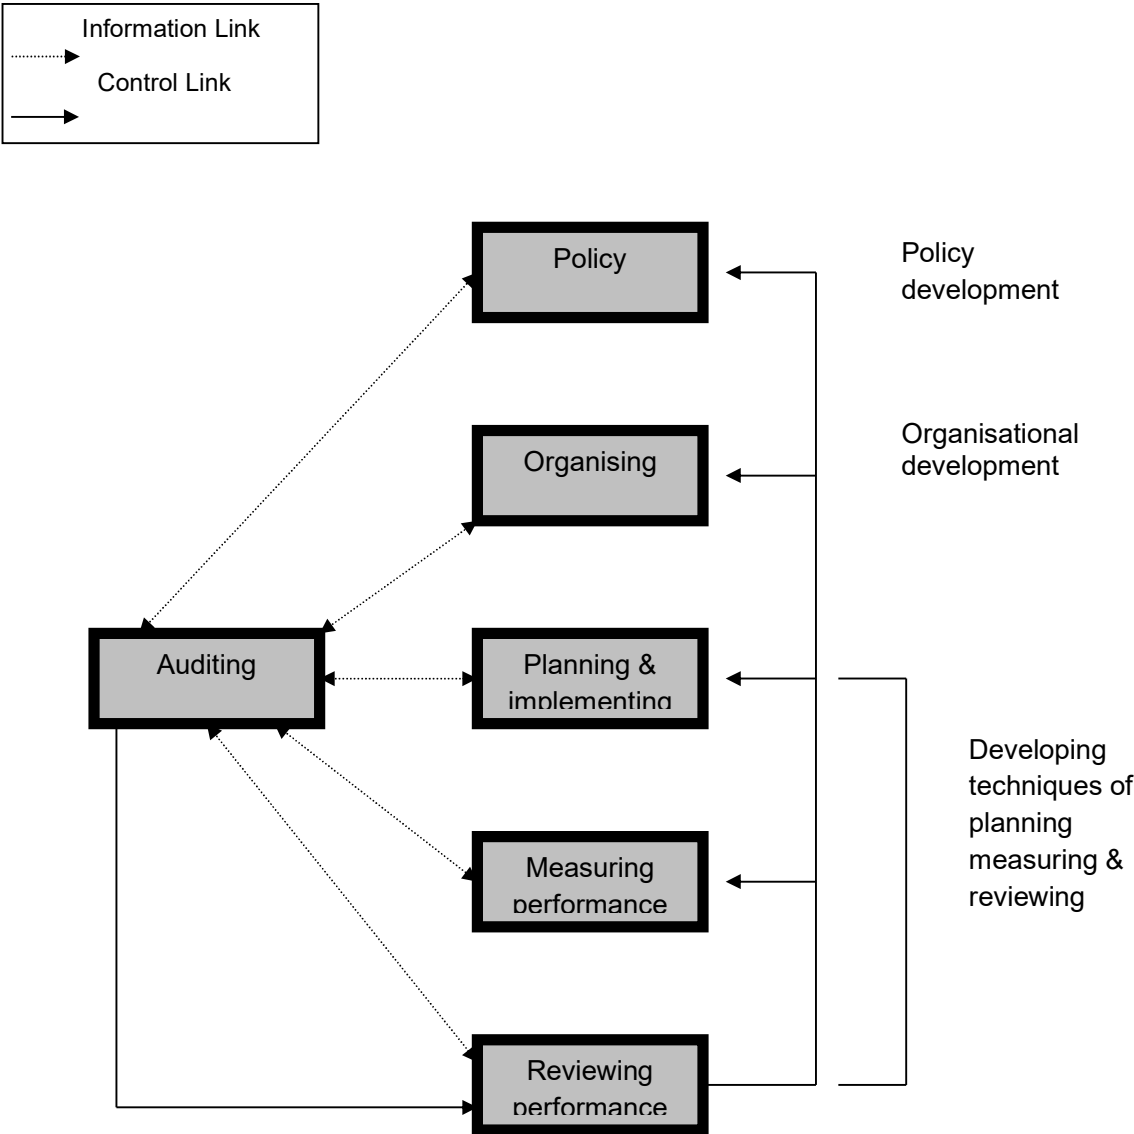 Information Link
Control Link
Policy
Policy
development
Organising
Organisational
development
Auditing
Planning &
implementing
Developing
techniques of
planning
measuring &
reviewing
Measuring
performance
Reviewing
performance